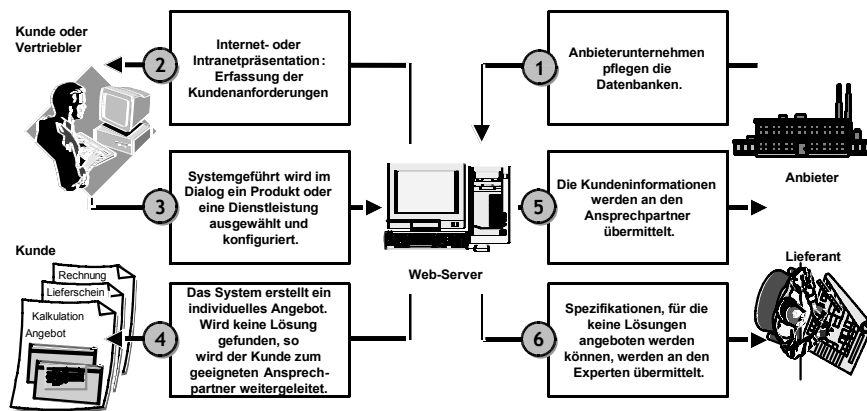 Kunde oder
Vertriebler
2
Internet- oder
Intranetpräsentation:
Erfassung der
Kundenanforderungen
1
Anbieterunternehmen
pflegen die
Datenbanken.
Anbieter
3
Systemgeführt wird im
Dialog ein Produkt oder
eine Dienstleistung
ausgewählt und
konfiguriert.
Web-Server
5
Die Kundeninformationen
werden an den
Ansprechpartner
übermittelt.
Kunde
Rechnung
Lieferschein
Kalkulation
Angebot
4
Das System erstellt ein
individuelles Angebot.
Wird keine Lösung
gefunden, so
wird der Kunde zum
geeigneten Ansprech-
partner weitergeleitet.
6
Spezifikationen, für die
keine Lösungen
angeboten werden
können, werden an den
Experten übermittelt.
Lieferant